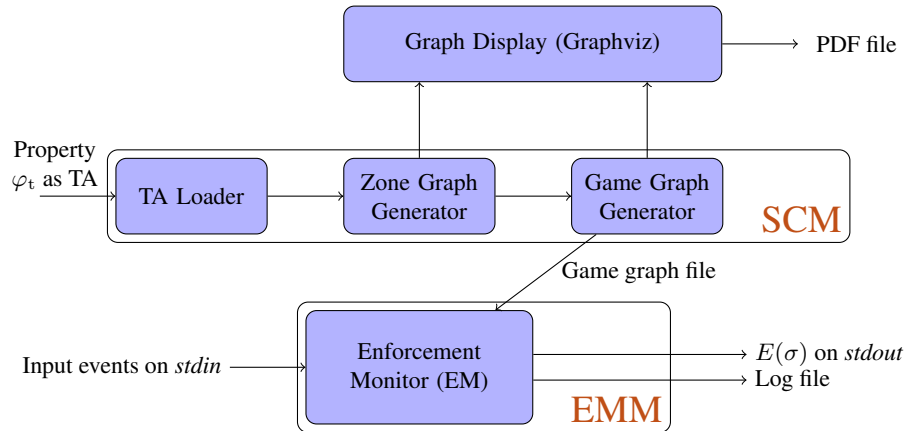 Graph Display (Graphviz)
PDF file
Property
φt as TA
TA Loader
Zone Graph
Generator
Game Graph
Generator
SCM
Game graph file
Input events on stdin
Enforcement
Monitor (EM)
E(σ) on stdout
Log file
EMM